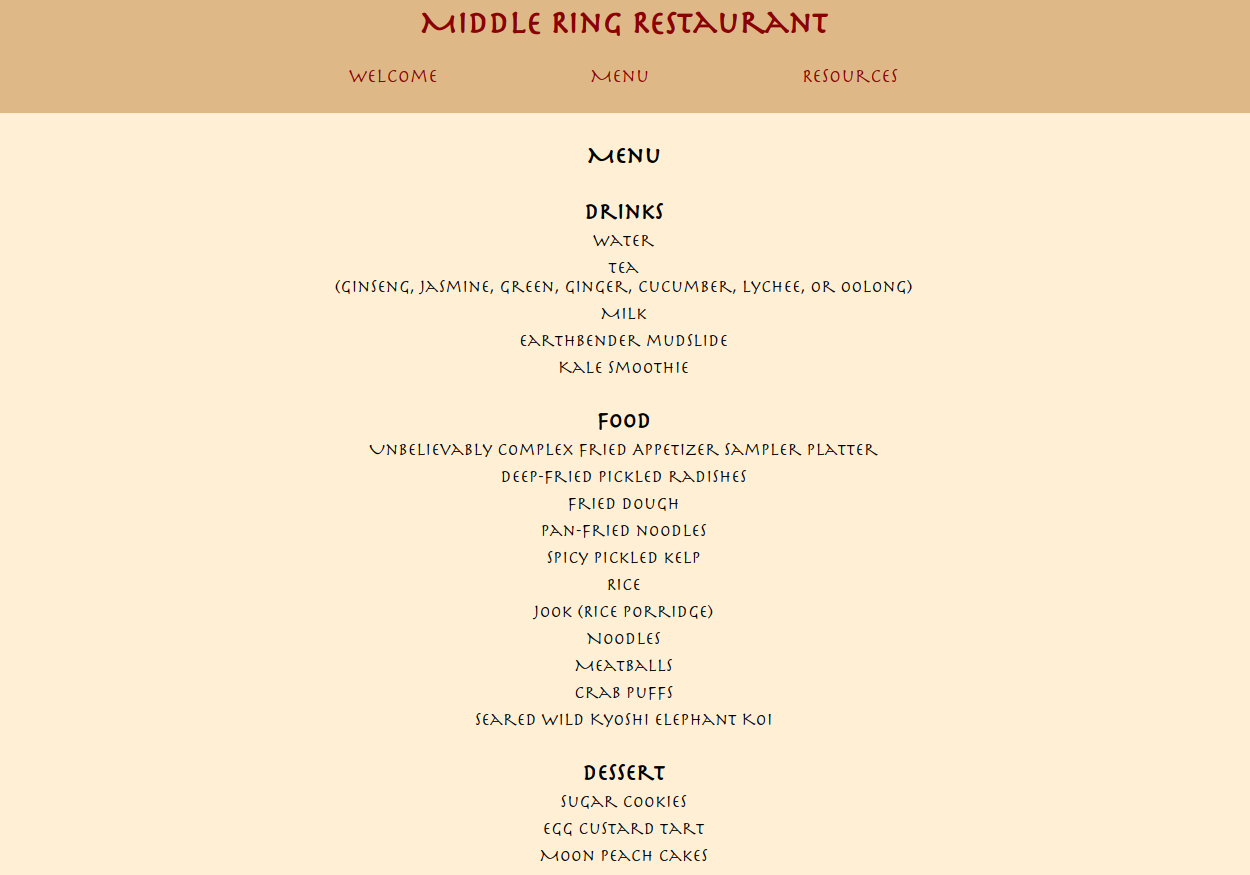 Middle Ring Restaurant
Welcome Menu Resources
Menu
Drinks
Water
Tea
(ginseng, jasmine, green, ginger, cucumber, lychee, or oolong)
Milk
Earthbender mudslide
Kale smoothie
Food
Unbelievably Complex Fried Appetizer Sampler Platter
Deep-fried pickled radishes
Fried dough
Pan-fried noodles
Spicy pickled kelp
Rice
Jook (Rice porridge)
Noodles
Meatballs
Crab puffs
Seared Wild Kyoshi Elephant Koi
Dessert
Sugar cookies
Egg custard tart
Moon Peach Cakes